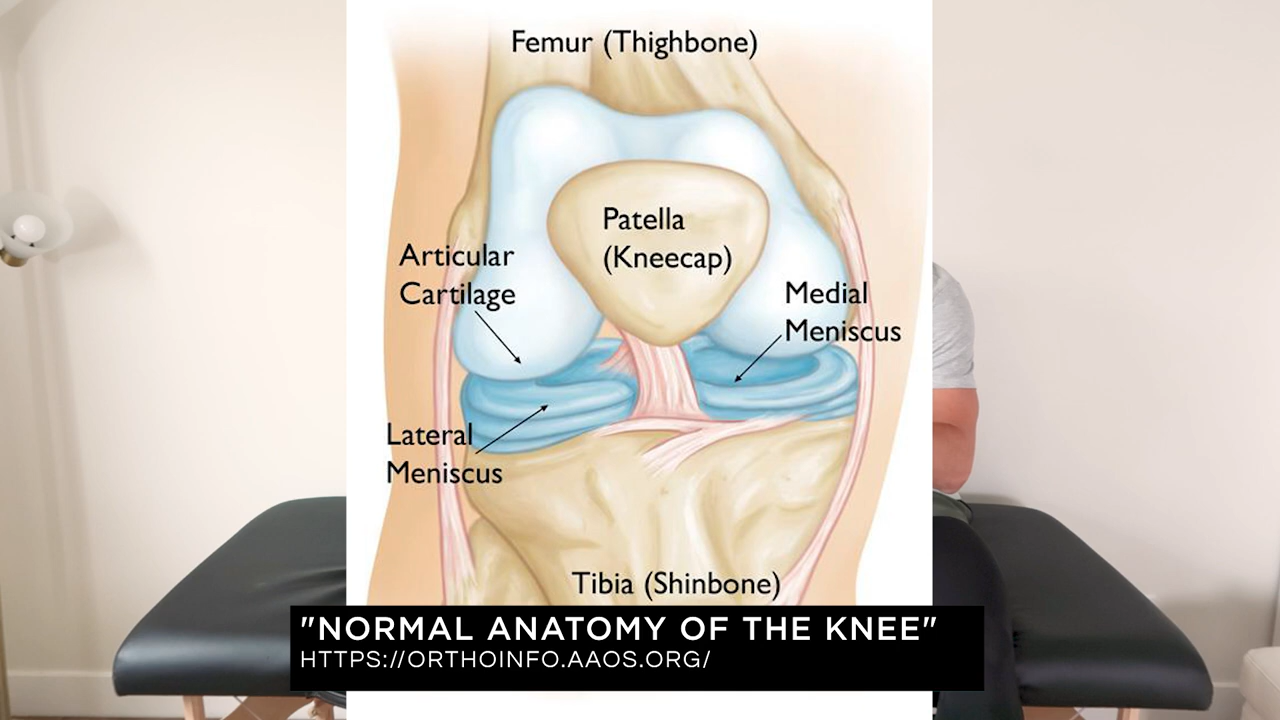 Femur (Thighbone)
Patella
(Kneecap)
Articular
Cartilage
Medial
Meniscus
Lateral
Meniscus
Tibia (Shinbone)
"NORMAL ANATOMY OF THE KNEE"
HTTPS://ORTHOINFO.AAOS.ORG/